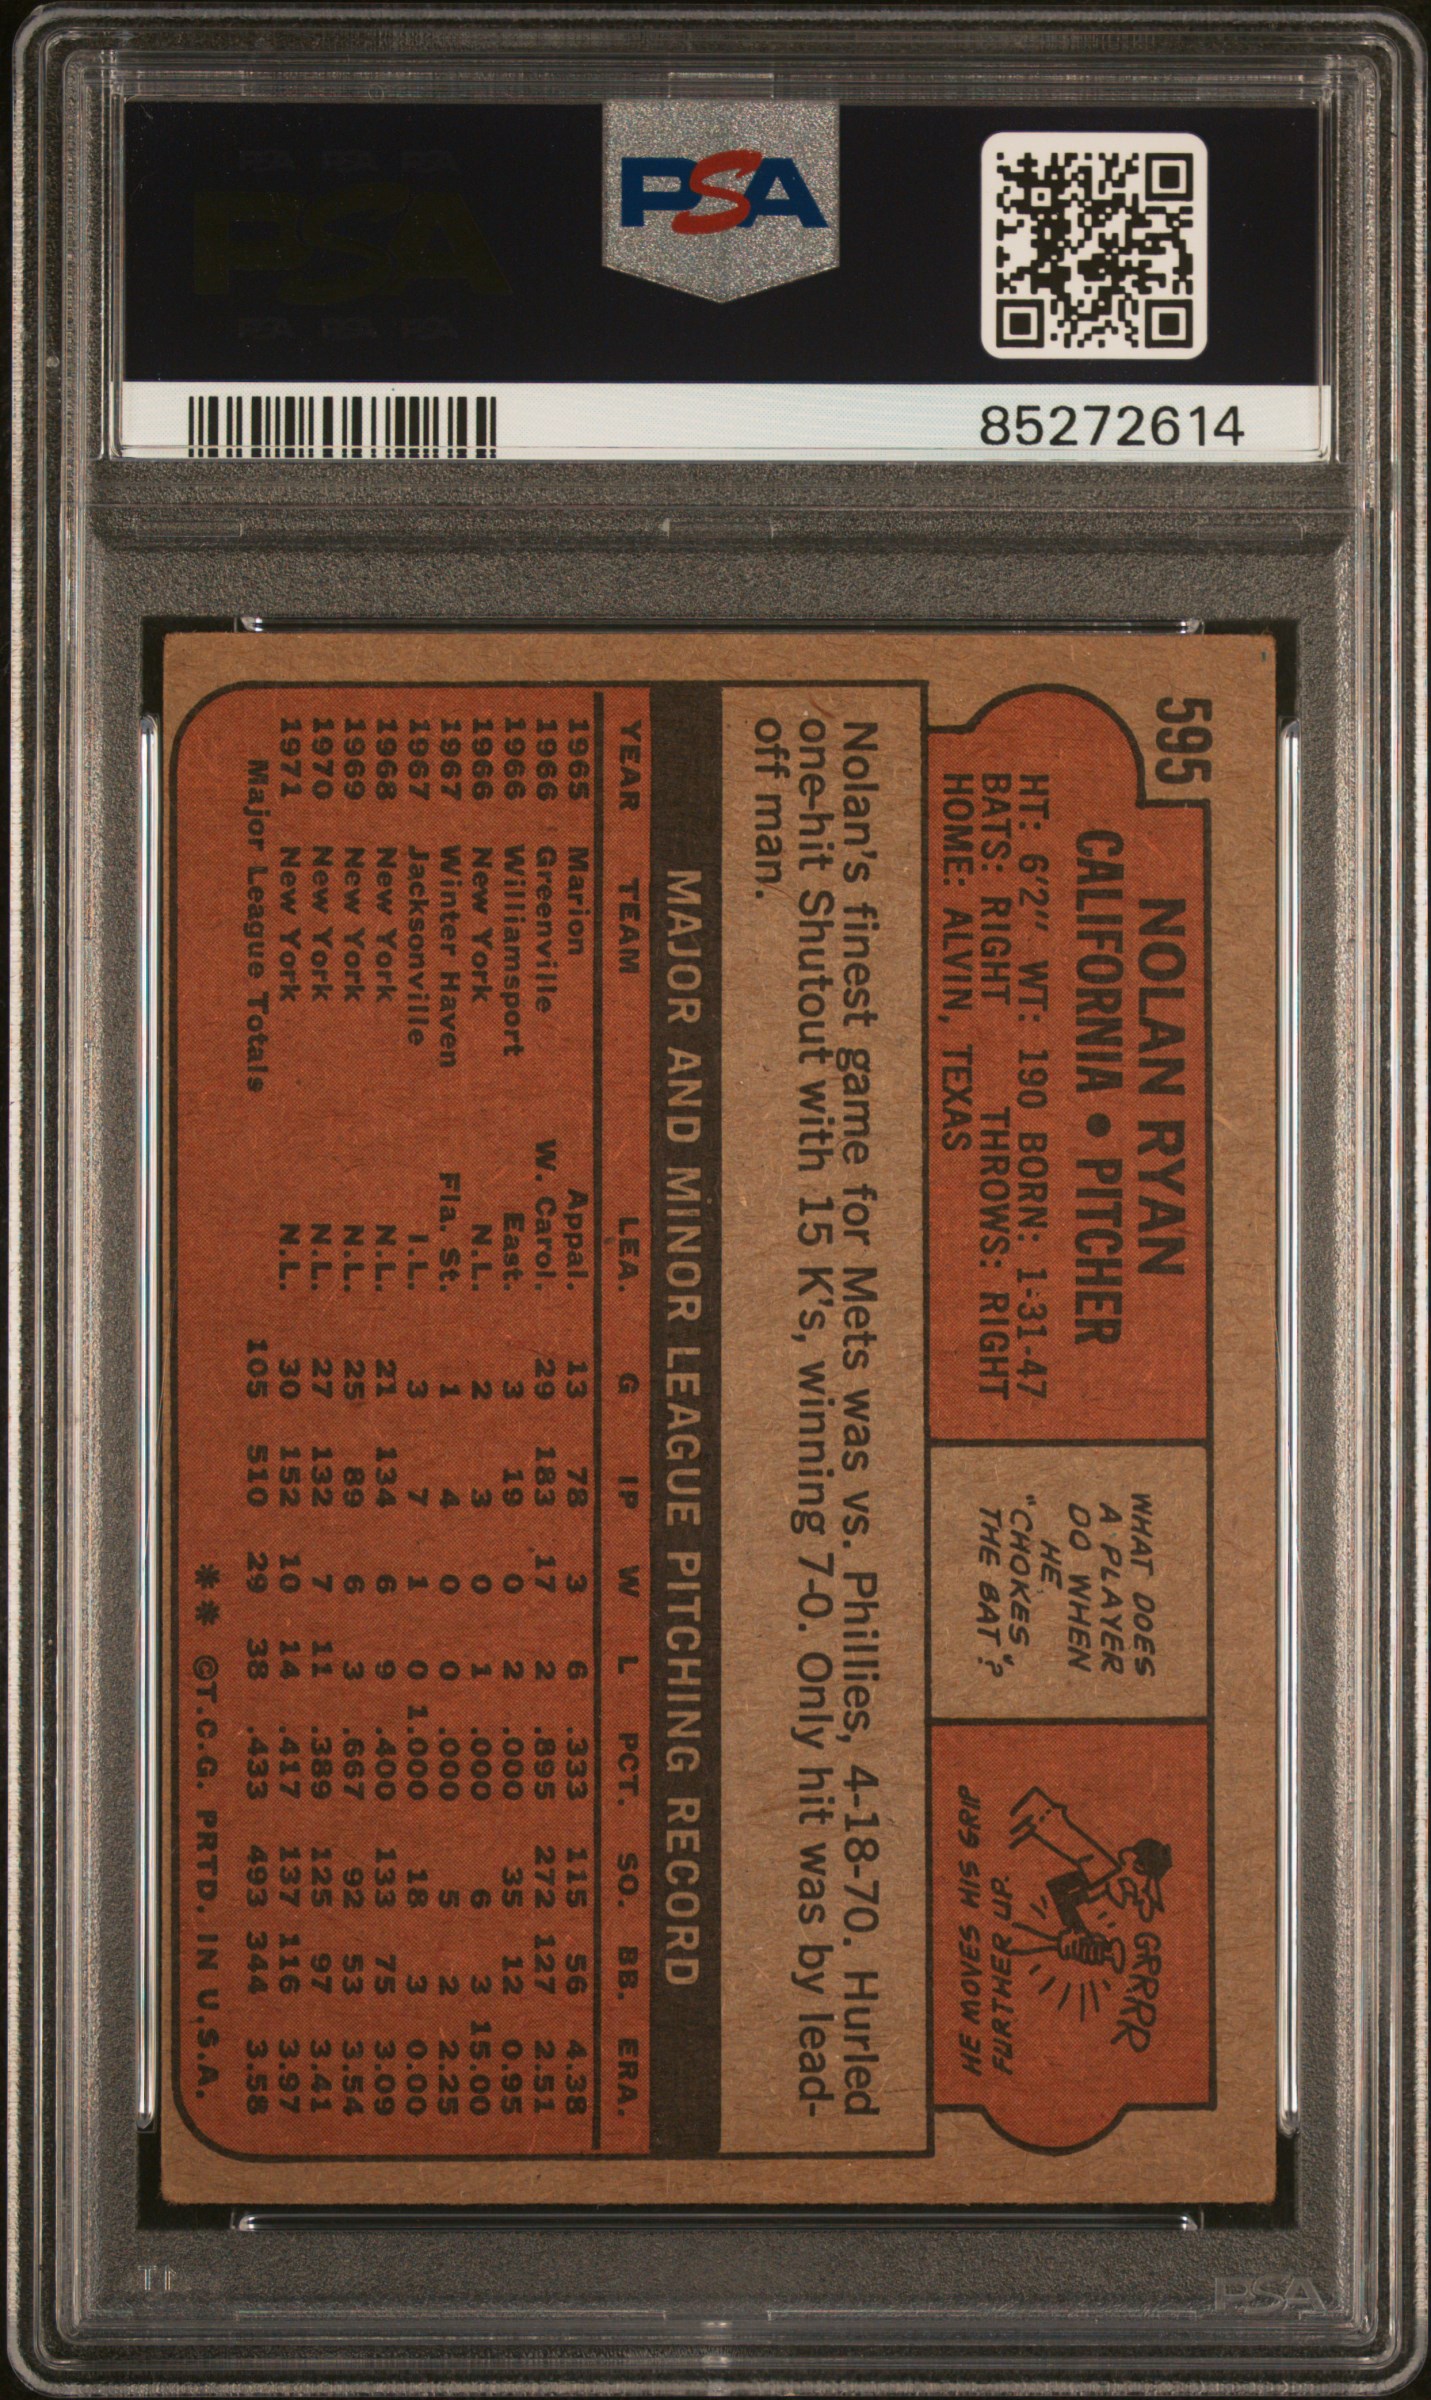 PSA PSA PSA
PSA
PSA PSA PSA
PSA
85272614
595
NOLAN RYAN
CALIFORNIA • PITCHER
HT: 6'2" WT: 190 BORN: 1-31-47
BATS: RIGHT THROWS: RIGHT
HOME: ALVIN, TEXAS
WHAT DOES
A PLAYER
DO WHEN
HE
"CHOKES
THE BAT"?
GRRRR
HE MOVES HIS GRIP
FURTHER UP.
Nolan's finest game for Mets was vs. Phillies, 4-18-70. Hurled
one-hit Shutout with 15 K's, winning 7-0. Only hit was by lead-
off man.
MAJOR AND MINOR LEAGUE PITCHING RECORD
YEAR TEAM LEA. G IP W L PCT. SO. BB. ERA.
1965 Marion Appal. 13 78 3 6 .333 115 56 4.38
1966 Greenville W. Carol. 29 183 17 2 .895 272 127 2.51
1966 Williamsport East. 3 19 0 2 .000 35 12 0.95
1966 New York N.L. 2 3 0 1 .000 6 3 15.00
1967 Winter Haven Fla. St. 1 4 0 0 .000 5 2 2.25
1967 Jacksonville I.L. 3 7 1 0 1.000 18 3 0.00
1968 New York N.L. 21 134 6 9 .400 133 75 3.09
1969 New York N.L. 25 89 6 3 .667 92 53 3.54
1970 New York N.L. 27 132 7 11 .389 125 97 3.41
1971 New York N.L. 30 152 10 14 .417 137 116 3.97
Major League Totals 105 510 29 38 .433 493 344 3.58
** ©T.C.G. PRTD. IN U.S.A.
PSA